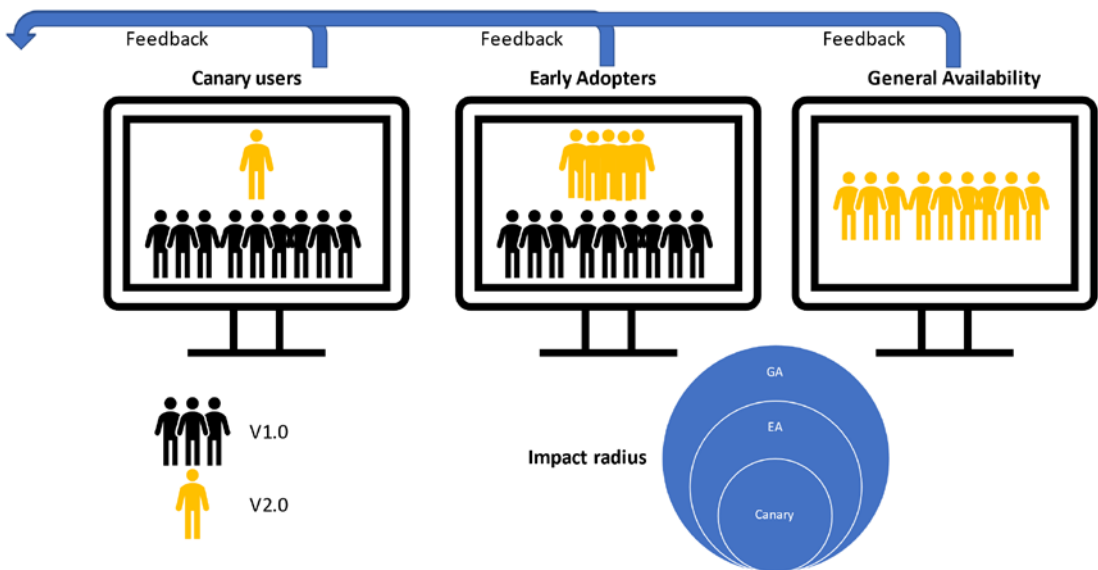 Feedback
Feedback
Feedback
Canary users
Early Adopters
General Availability
V1.0
V2.0
Impact radius
GA
EA
Canary